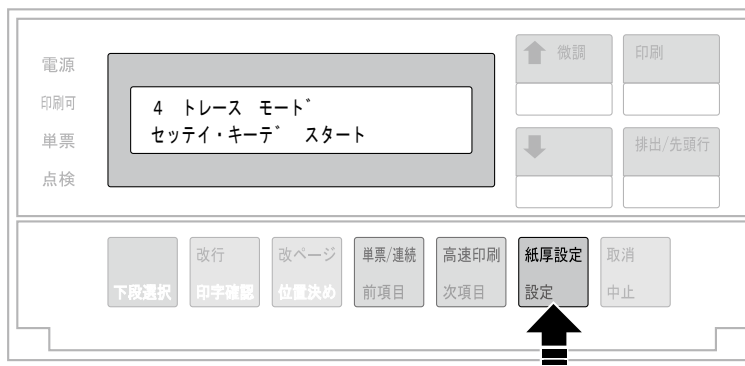 電源
印刷可
単票
点検
4 トレース モード
セッテイ・キーデ スタート
微調
印刷
排出/先頭行
下段選択
改行
印字確認
改ページ
位置決め
単票/連続
前項目
高速印刷
次項目
紙厚設定
設定
取消
中止